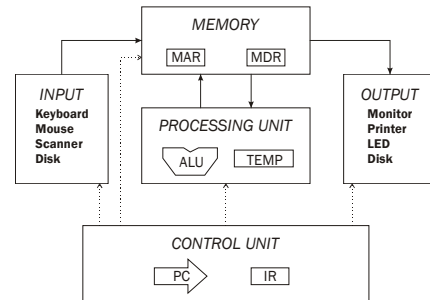 MEMORY
MAR
MDR
INPUT
Keyboard
Mouse
Scanner
Disk
PROCESSING UNIT
ALU
TEMP
OUTPUT
Monitor
Printer
LED
Disk
CONTROL UNIT
PC
IR